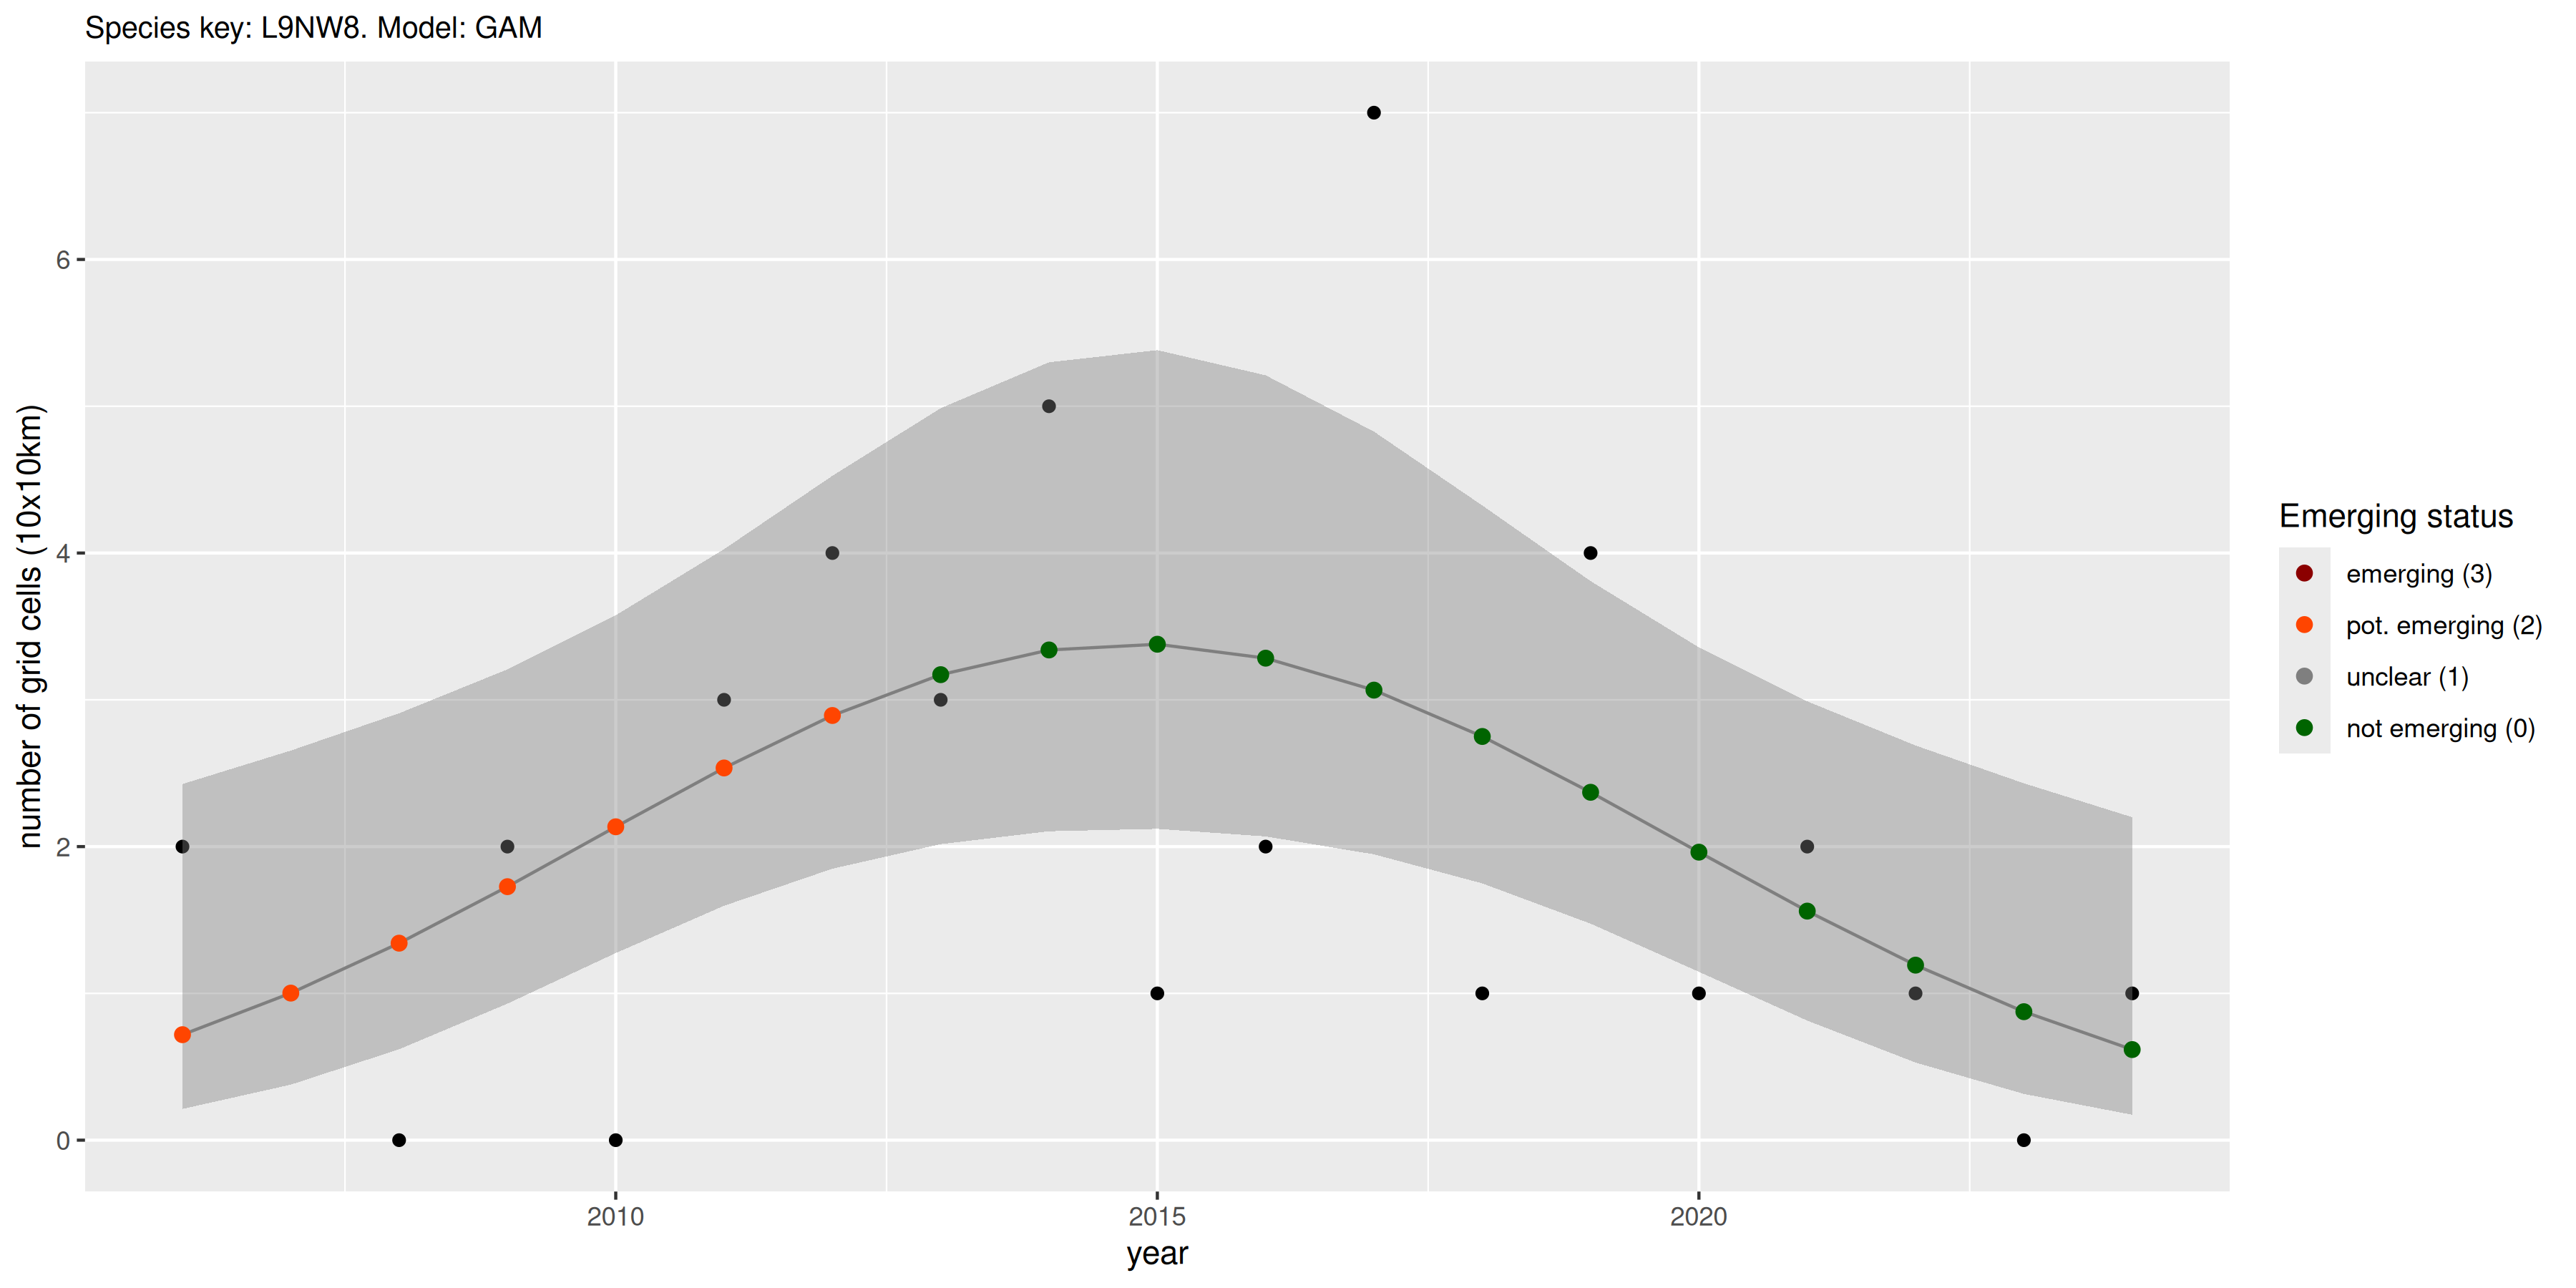 Species key: L9NW8. Model: GAM
number of grid cells (10x10km)
6
4
2
0
2010
2015
2020
year
Emerging status
emerging (3)
pot. emerging (2)
unclear (1)
not emerging (0)